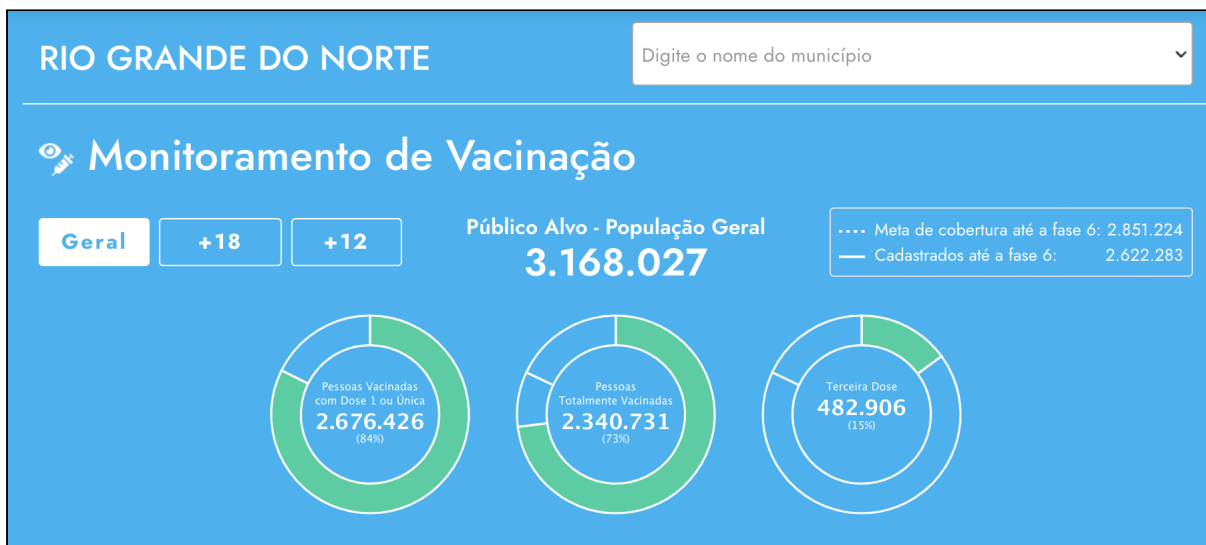 RIO GRANDE DO NORTE
Digite o nome do município
Monitoramento de Vacinação
Geral
+18
+12
Público Alvo - População Geral
3.168.027
Meta de cobertura até a fase 6: 2.851.224
Cadastrados até a fase 6: 2.622.283
Pessoas Vacinadas
com Dose 1 ou Única
2.676.426
(84%)
Pessoas
Totalmente Vacinadas
2.340.731
(73%)
Terceira Dose
482.906
(15%)